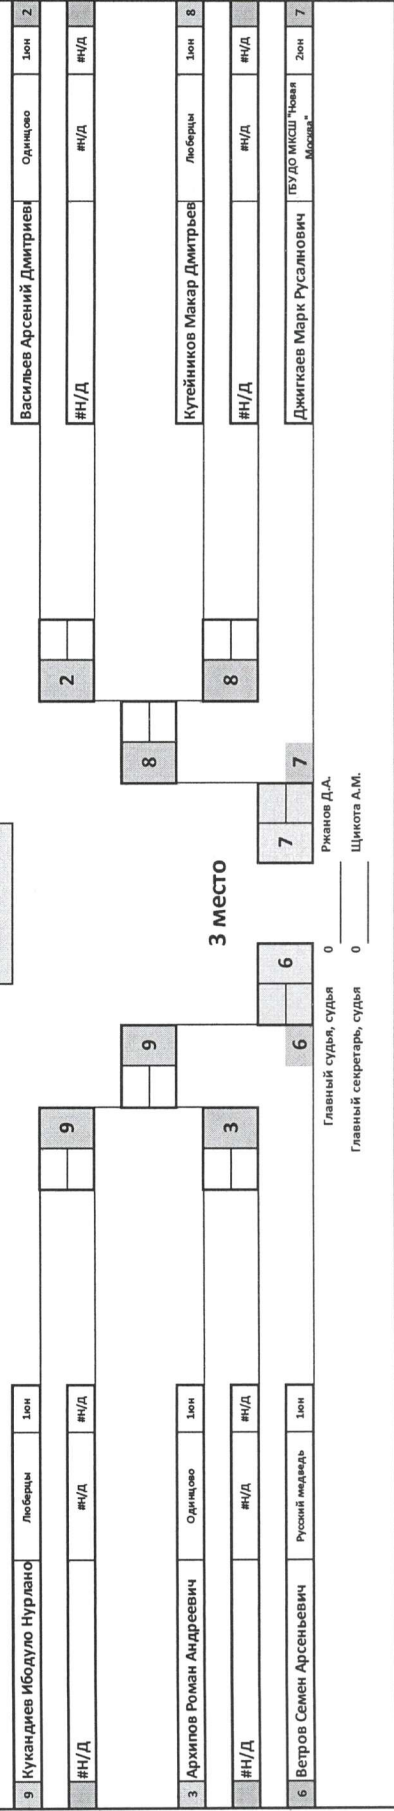 9 Кукандиев Ибодуло Нурлано Люберцы 1юн
#Н/Д #Н/Д #Н/Д
3 Архипов Роман Андреевич Одинцово 1юн
#Н/Д #Н/Д #Н/Д
6 Ветров Семен Арсеньевич Русский медведь 1юн
9
3
9
6
6
3 место
2
8
8
7
7
Васильев Арсений Дмитриеви Одинцово 1юн 2
#Н/Д #Н/Д #Н/Д
Кутейников Макар Дмитрьев Люберцы 1юн 8
#Н/Д #Н/Д #Н/Д
Джигкаев Марк Русалнович ГБУ ДО МКСШ "Новая Москва" 2юн 7
Главный судья, судья 0 Ржанов Д.А.
Главный секретарь, судья 0 Щикота А.М.